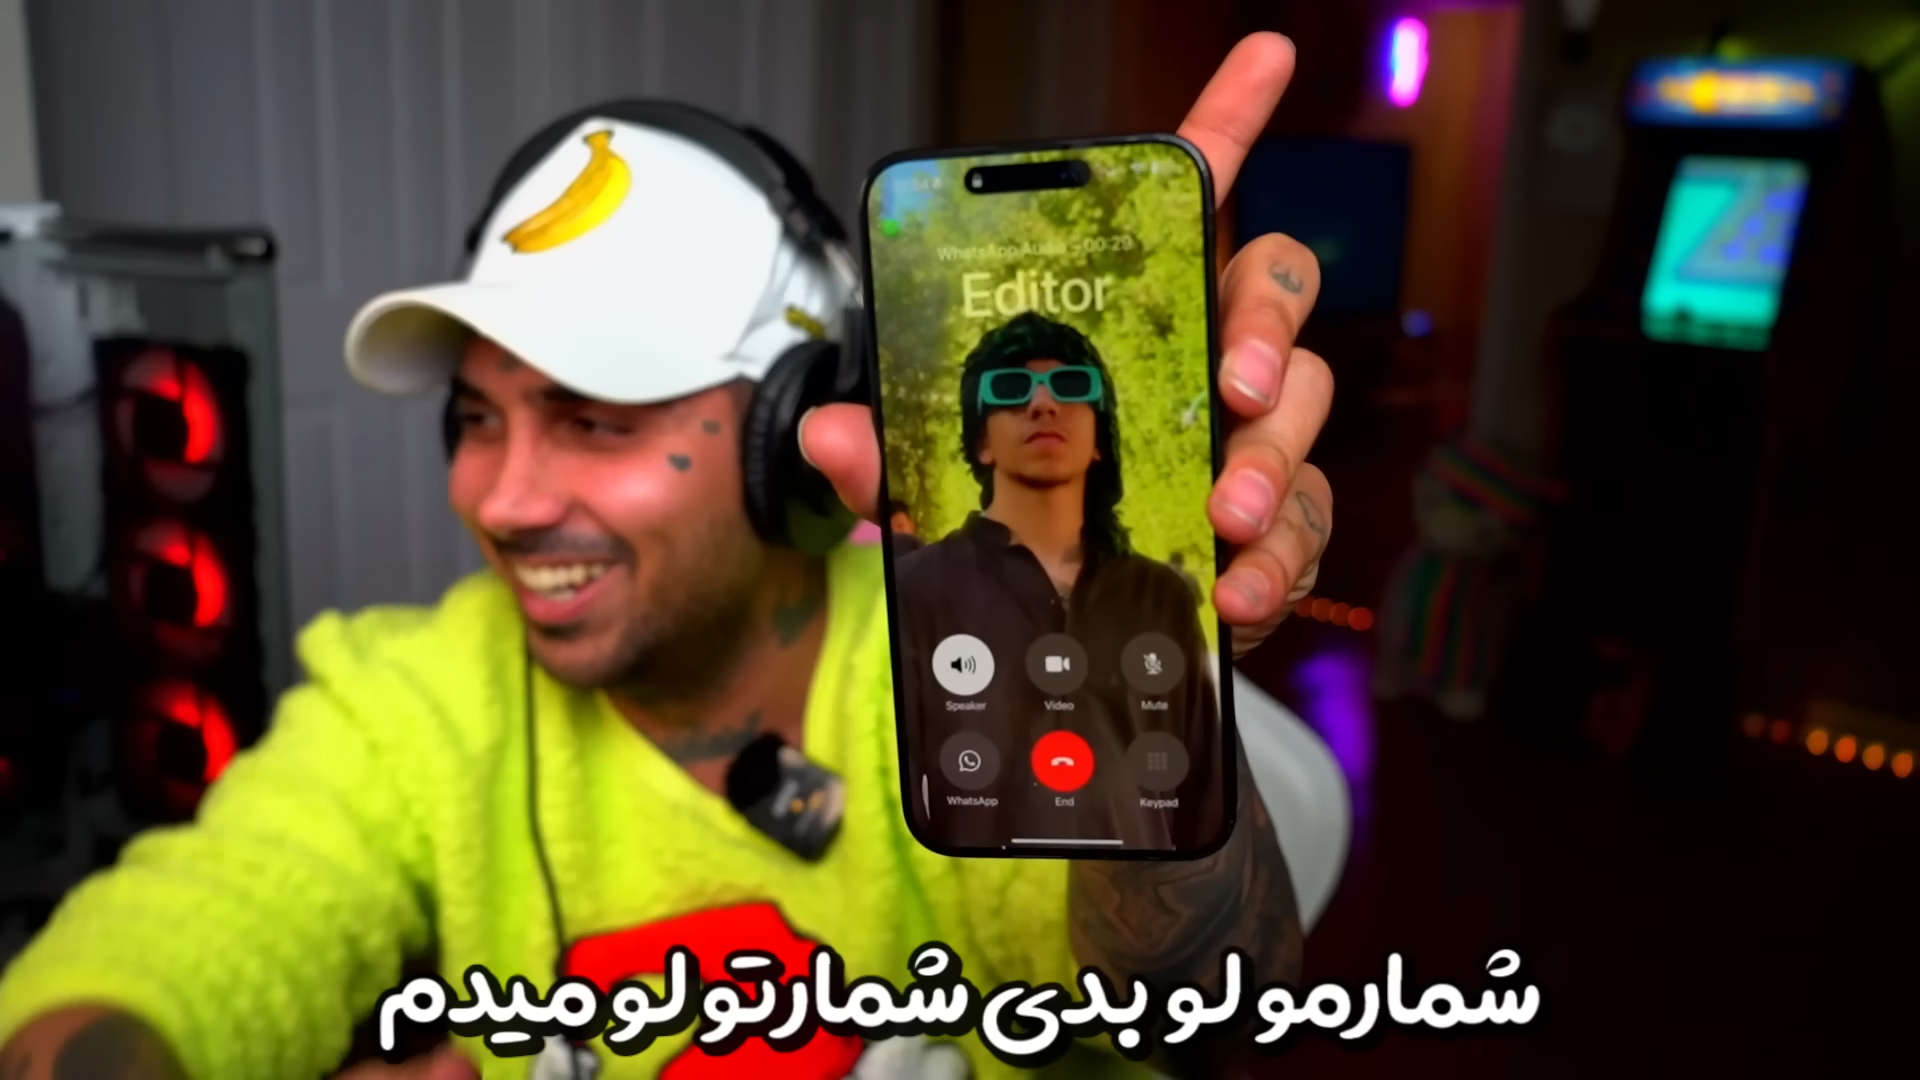 WhatsApp Audio - 00:29
Editor
Speaker Video Mute
WhatsApp End Keypad
شمارمو لو بدی شمارتو لو میدم